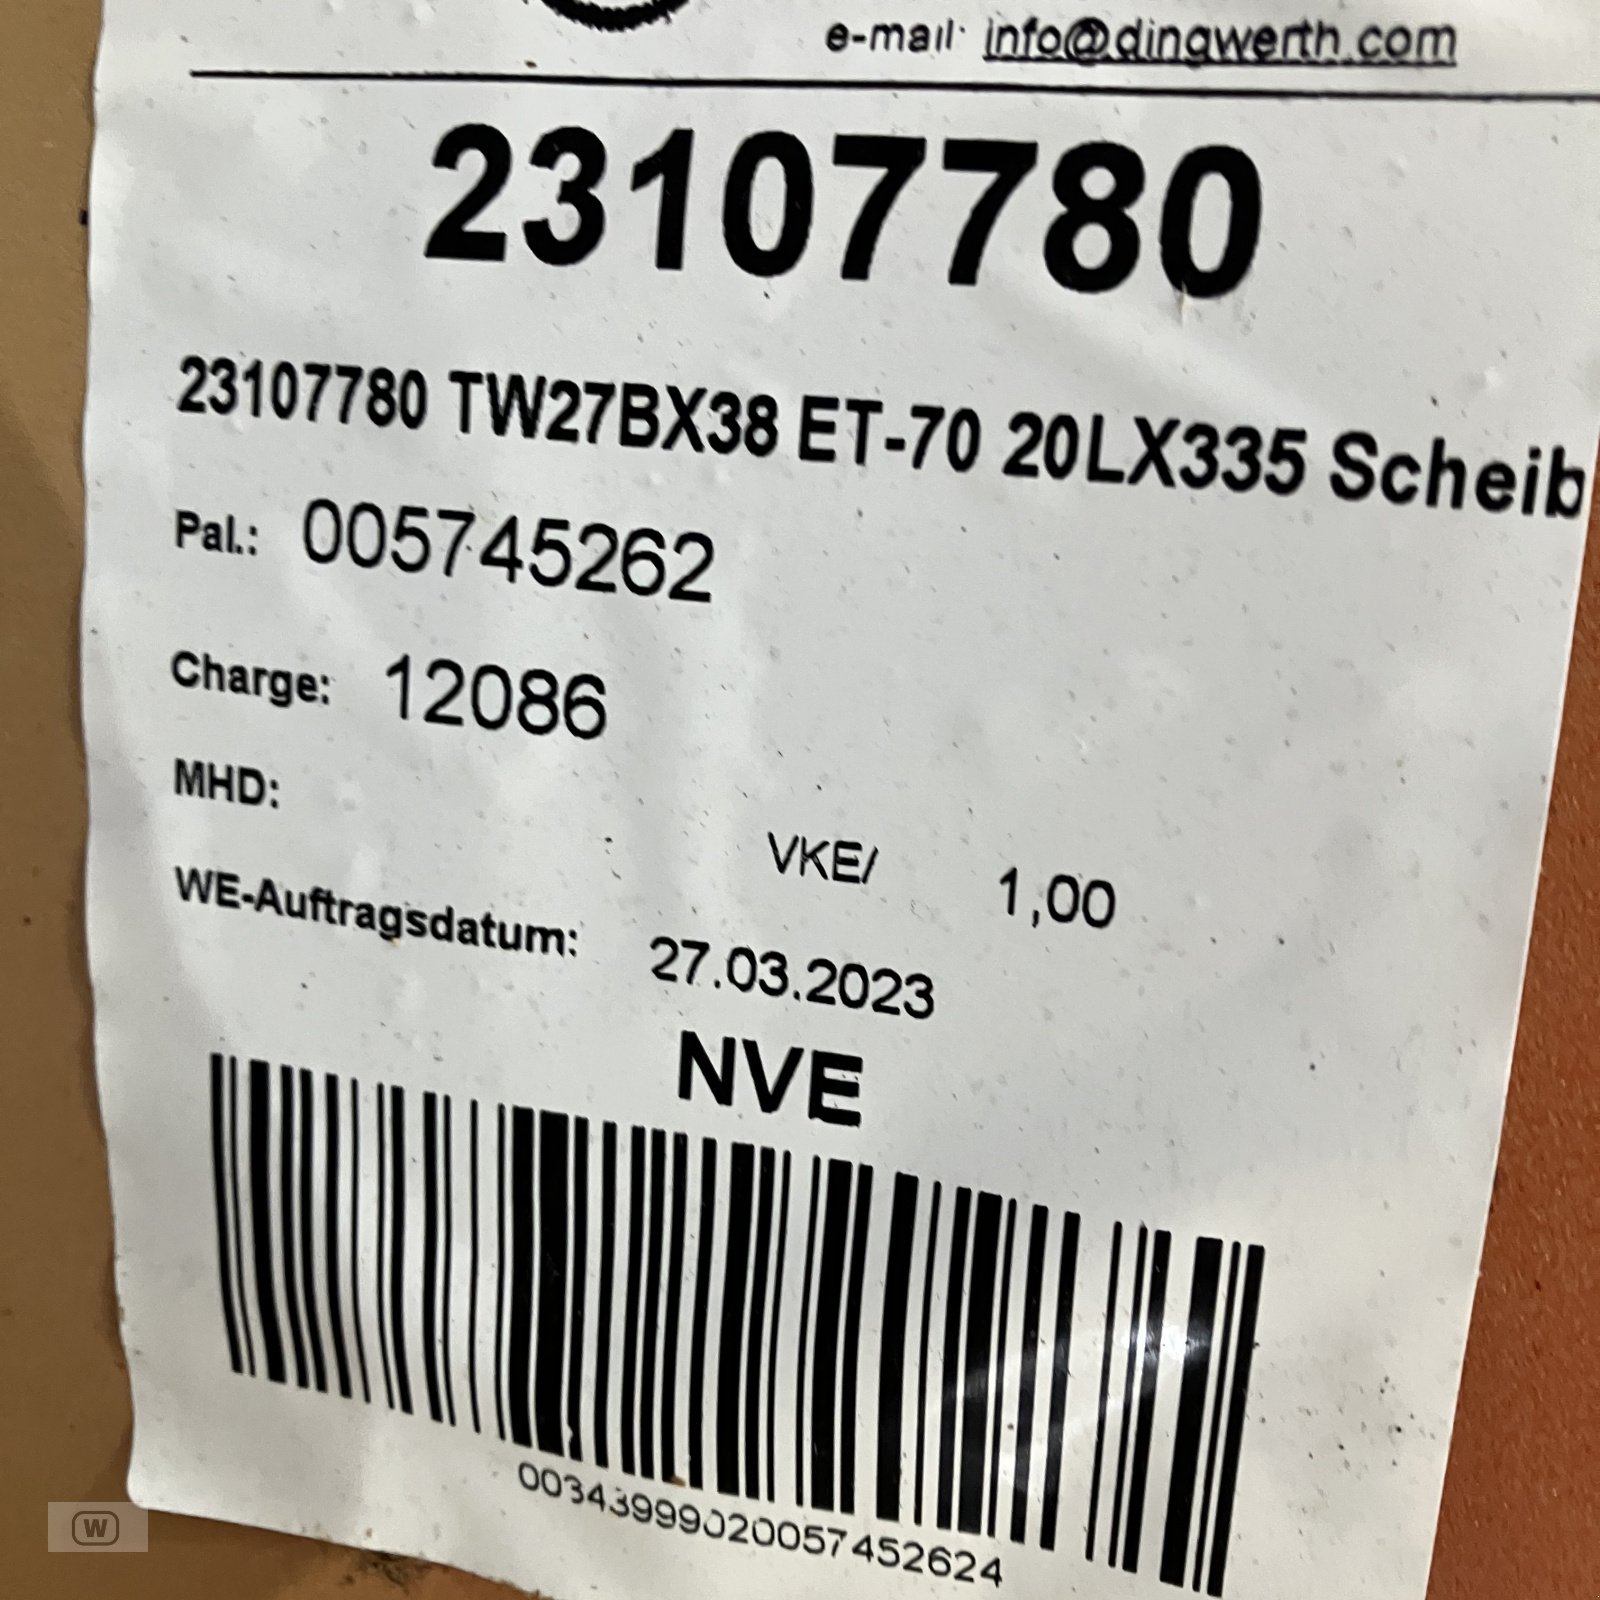 e-mail: info@dingwerth.com
23107780
23107780 TW27BX38 ET-70 20LX335 Scheib
Pal.: 005745262
Charge: 12086
MHD:
VKE/ 1,00
WE-Auftragsdatum: 27.03.2023
NVE
00343999020057452624
W